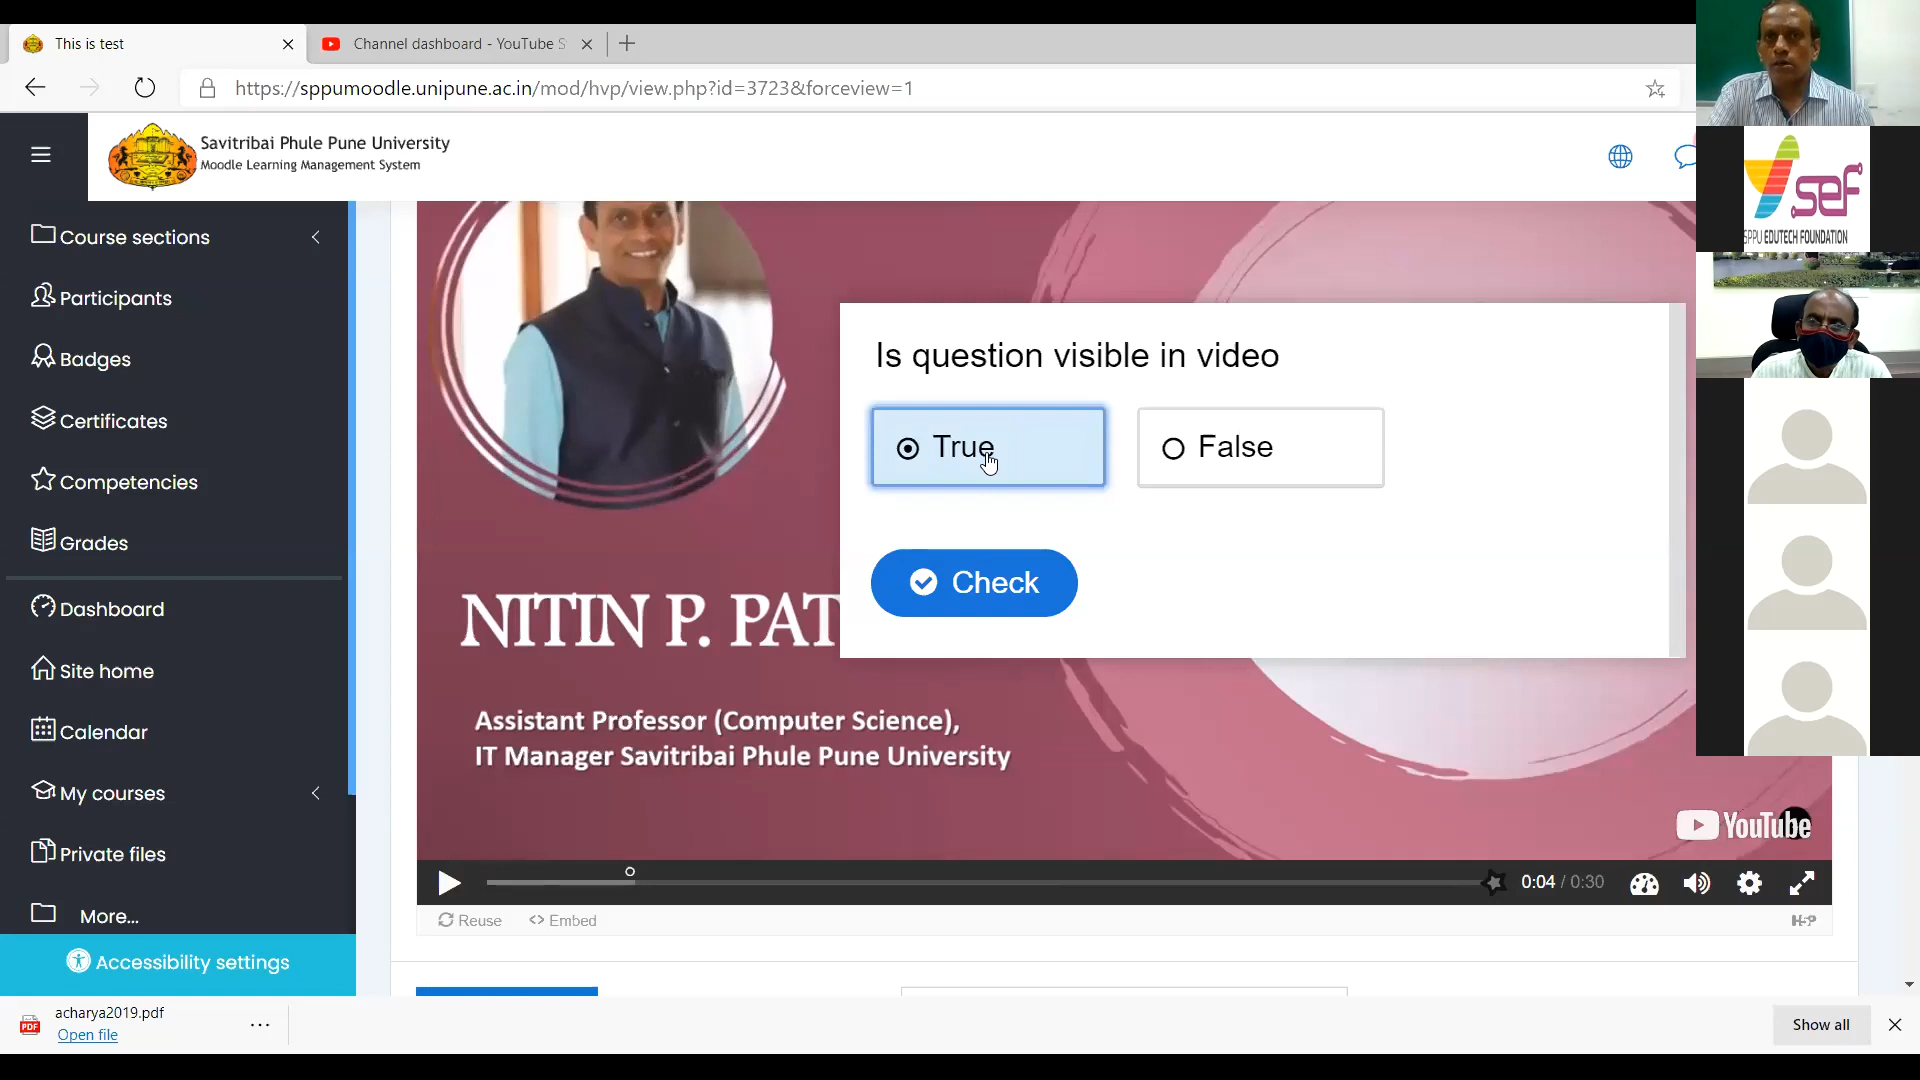 This is test
Channel dashboard - YouTube S
https://sppumoodle.unipune.ac.in/mod/hvp/view.php?id=3723&forceview=1
Savitribai Phule Pune University
Moodle Learning Management System
sef
SPPU EDUTECH FOUNDATION
Course sections
Participants
Badges
Certificates
Competencies
Grades
Dashboard
Site home
Calendar
My courses
Private files
More...
Accessibility settings
Is question visible in video
True
False
Check
NITIN P. PAT
Assistant Professor (Computer Science),
IT Manager Savitribai Phule Pune University
YouTube
0:04 / 0:30
Reuse
Embed
H5P
PDF
acharya2019.pdf
Open file
Show all